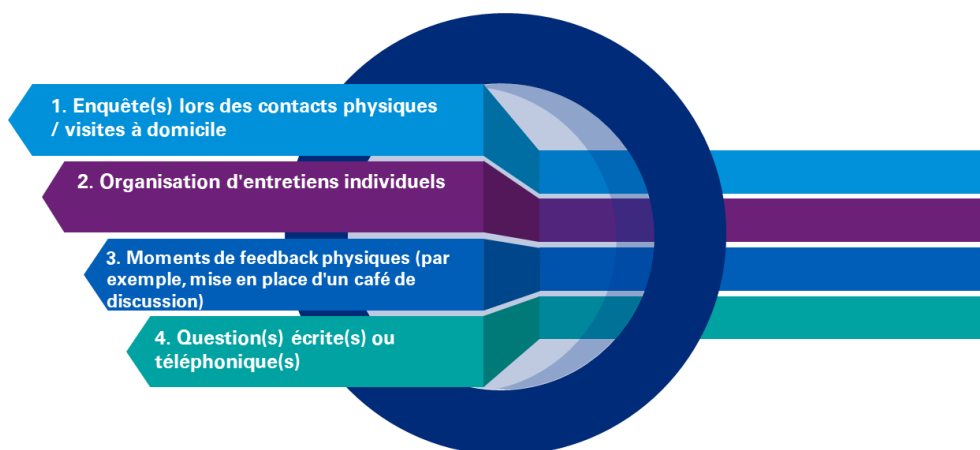 1. Enquête(s) lors des contacts physiques
/ visites à domicile
2. Organisation d'entretiens individuels
3. Moments de feedback physiques (par
exemple, mise en place d'un café de
discussion)
4. Question(s) écrite(s) ou
téléphonique(s)